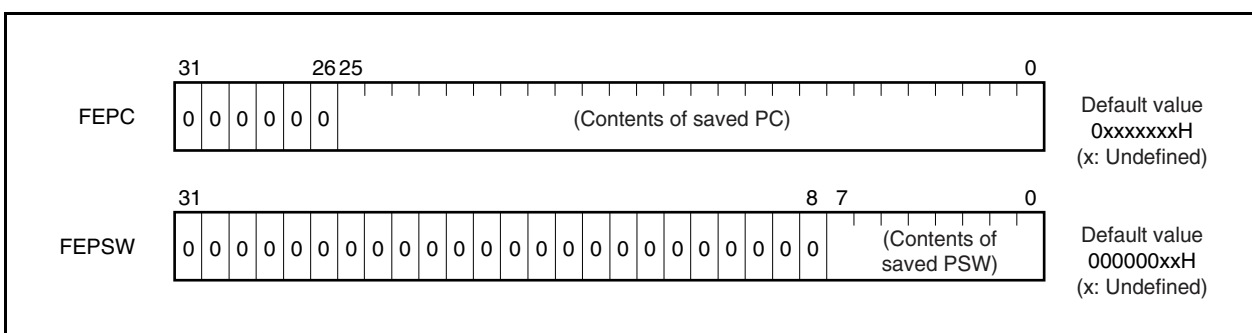 31 26 25 0
FEPC 0 0 0 0 0 0 (Contents of saved PC) Default value
0xxxxxxxH
(x: Undefined)
31 8 7 0
FEPSW 0 0 0 0 0 0 0 0 0 0 0 0 0 0 0 0 0 0 0 0 0 0 0 0 (Contents of
saved PSW) Default value
000000xxH
(x: Undefined)